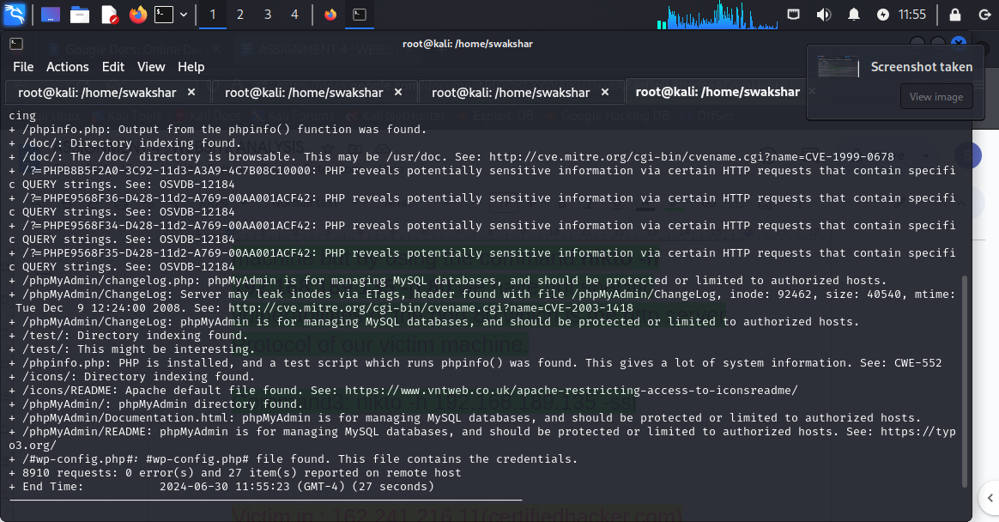 1 2 3 4 11:55
root@kali: /home/swakshar
Screenshot taken
View image
File Actions Edit View Help
root@kali: /home/swakshar × root@kali: /home/swakshar × root@kali: /home/swakshar × root@kali: /home/swakshar ×
cing
+ /phpinfo.php: Output from the phpinfo() function was found.
+ /doc/: Directory indexing found.
+ /doc/: The /doc/ directory is browsable. This may be /usr/doc. See: http://cve.mitre.org/cgi-bin/cvename.cgi?name=CVE-1999-0678
+ /?=PHPB8B5F2A0-3C92-11d3-A3A9-4C7B08C10000: PHP reveals potentially sensitive information via certain HTTP requests that contain specifi
c QUERY strings. See: OSVDB-12184
+ /?=PHPE9568F36-D428-11d2-A769-00AA001ACF42: PHP reveals potentially sensitive information via certain HTTP requests that contain specifi
c QUERY strings. See: OSVDB-12184
+ /?=PHPE9568F34-D428-11d2-A769-00AA001ACF42: PHP reveals potentially sensitive information via certain HTTP requests that contain specifi
c QUERY strings. See: OSVDB-12184
+ /?=PHPE9568F35-D428-11d2-A769-00AA001ACF42: PHP reveals potentially sensitive information via certain HTTP requests that contain specifi
c QUERY strings. See: OSVDB-12184
+ /phpMyAdmin/changelog.php: phpMyAdmin is for managing MySQL databases, and should be protected or limited to authorized hosts.
+ /phpMyAdmin/ChangeLog: Server may leak inodes via ETags, header found with file /phpMyAdmin/ChangeLog, inode: 92462, size: 40540, mtime:
Tue Dec  9 12:24:00 2008. See: http://cve.mitre.org/cgi-bin/cvename.cgi?name=CVE-2003-1418
+ /phpMyAdmin/ChangeLog: phpMyAdmin is for managing MySQL databases, and should be protected or limited to authorized hosts.
+ /test/: Directory indexing found.
+ /test/: This might be interesting.
+ /phpinfo.php: PHP is installed, and a test script which runs phpinfo() was found. This gives a lot of system information. See: CWE-552
+ /icons/: Directory indexing found.
+ /icons/README: Apache default file found. See: https://www.vntweb.co.uk/apache-restricting-access-to-iconsreadme/
+ /phpMyAdmin/: phpMyAdmin directory found.
+ /phpMyAdmin/Documentation.html: phpMyAdmin is for managing MySQL databases, and should be protected or limited to authorized hosts.
+ /phpMyAdmin/README: phpMyAdmin is for managing MySQL databases, and should be protected or limited to authorized hosts. See: https://typ
o3.org/
+ /#wp-config.php#: #wp-config.php# file found. This file contains the credentials.
+ 8910 requests: 0 error(s) and 27 item(s) reported on remote host
+ End Time:           2024-06-30 11:55:23 (GMT-4) (27 seconds)
Victim ip : 162.241.216.11(certifiedhacker.com)